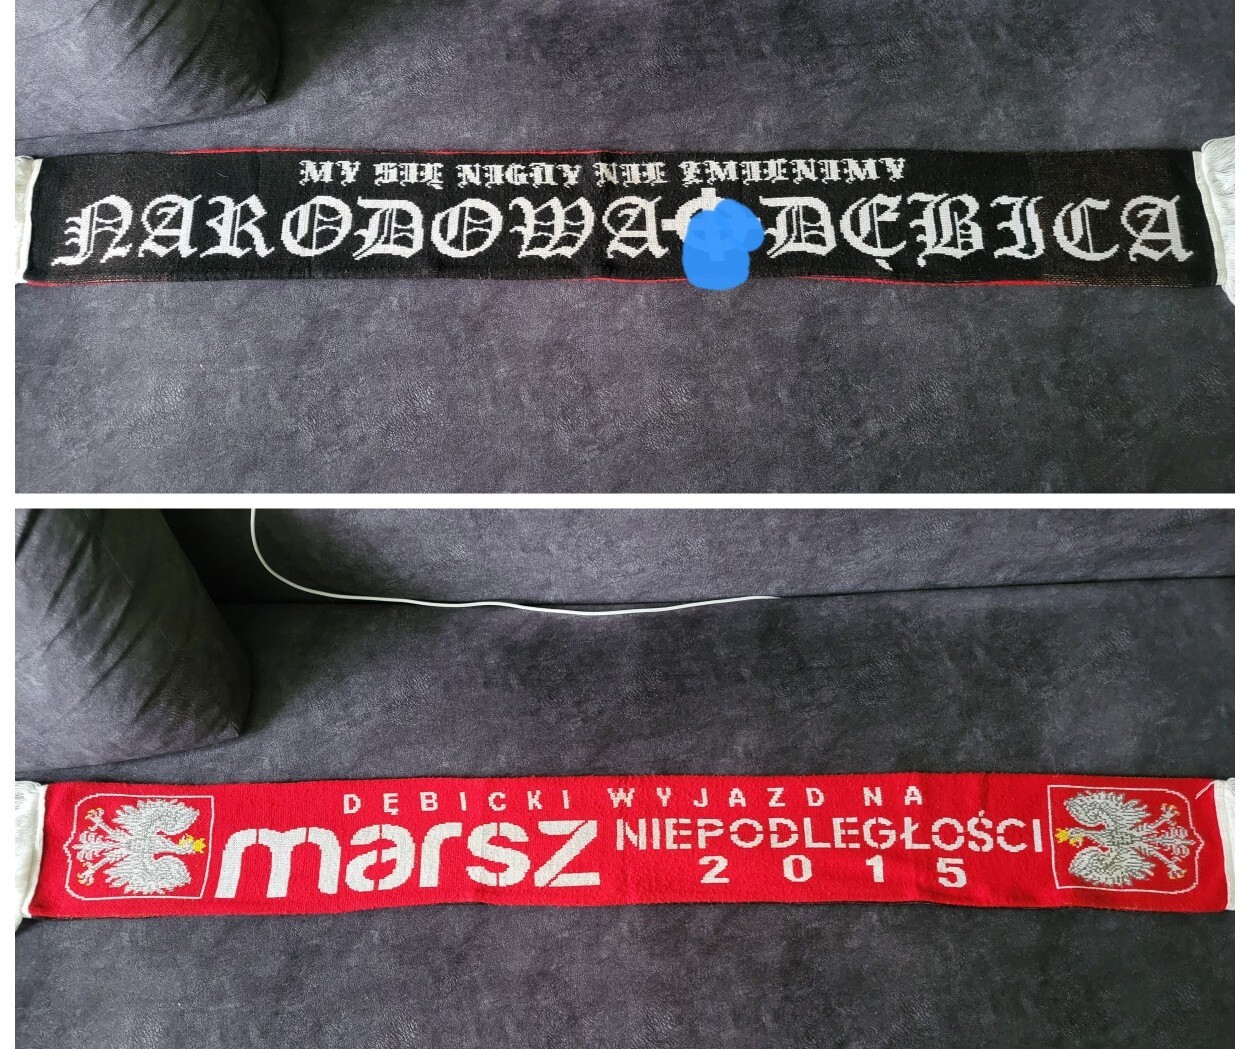 MY SIĘ NIGDY NIE ZMIENIMY
NARODOWA DĘBICA
DĘBICKI WYJAZD NA
marsz NIEPODLEGŁOŚCI
2015